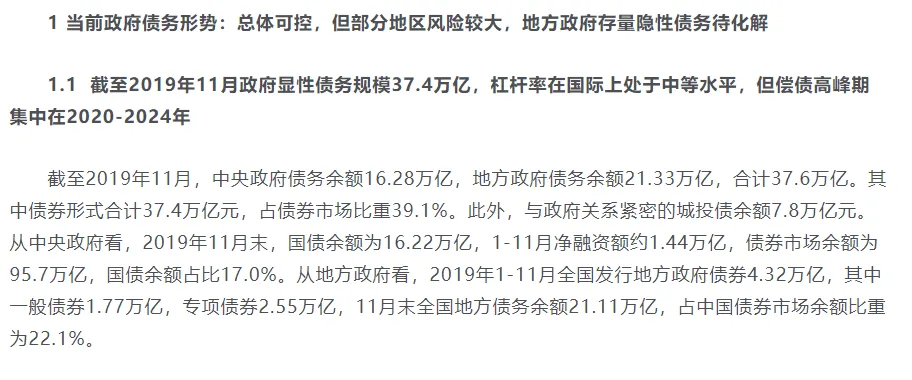 1 当前政府债务形势：总体可控，但部分地区风险较大，地方政府存量隐性债务待化解
1.1 截至2019年11月政府显性债务规模37.4万亿，杠杆率在国际上处于中等水平，但偿债高峰期
集中在2020-2024年
截至2019年11月，中央政府债务余额16.28万亿，地方政府债务余额21.33万亿，合计37.6万亿。其
中债券形式合计37.4万亿元，占债券市场比重39.1%。此外，与政府关系紧密的城投债余额7.8万亿元。
从中央政府看，2019年11月末，国债余额为16.22万亿，1-11月净融资额约1.44万亿，债券市场余额为
95.7万亿，国债余额占比17.0%。从地方政府看，2019年1-11月全国发行地方政府债券4.32万亿，其中
一般债券1.77万亿，专项债券2.55万亿，11月末全国地方债务余额21.11万亿，占中国债券市场余额比重
为22.1%。